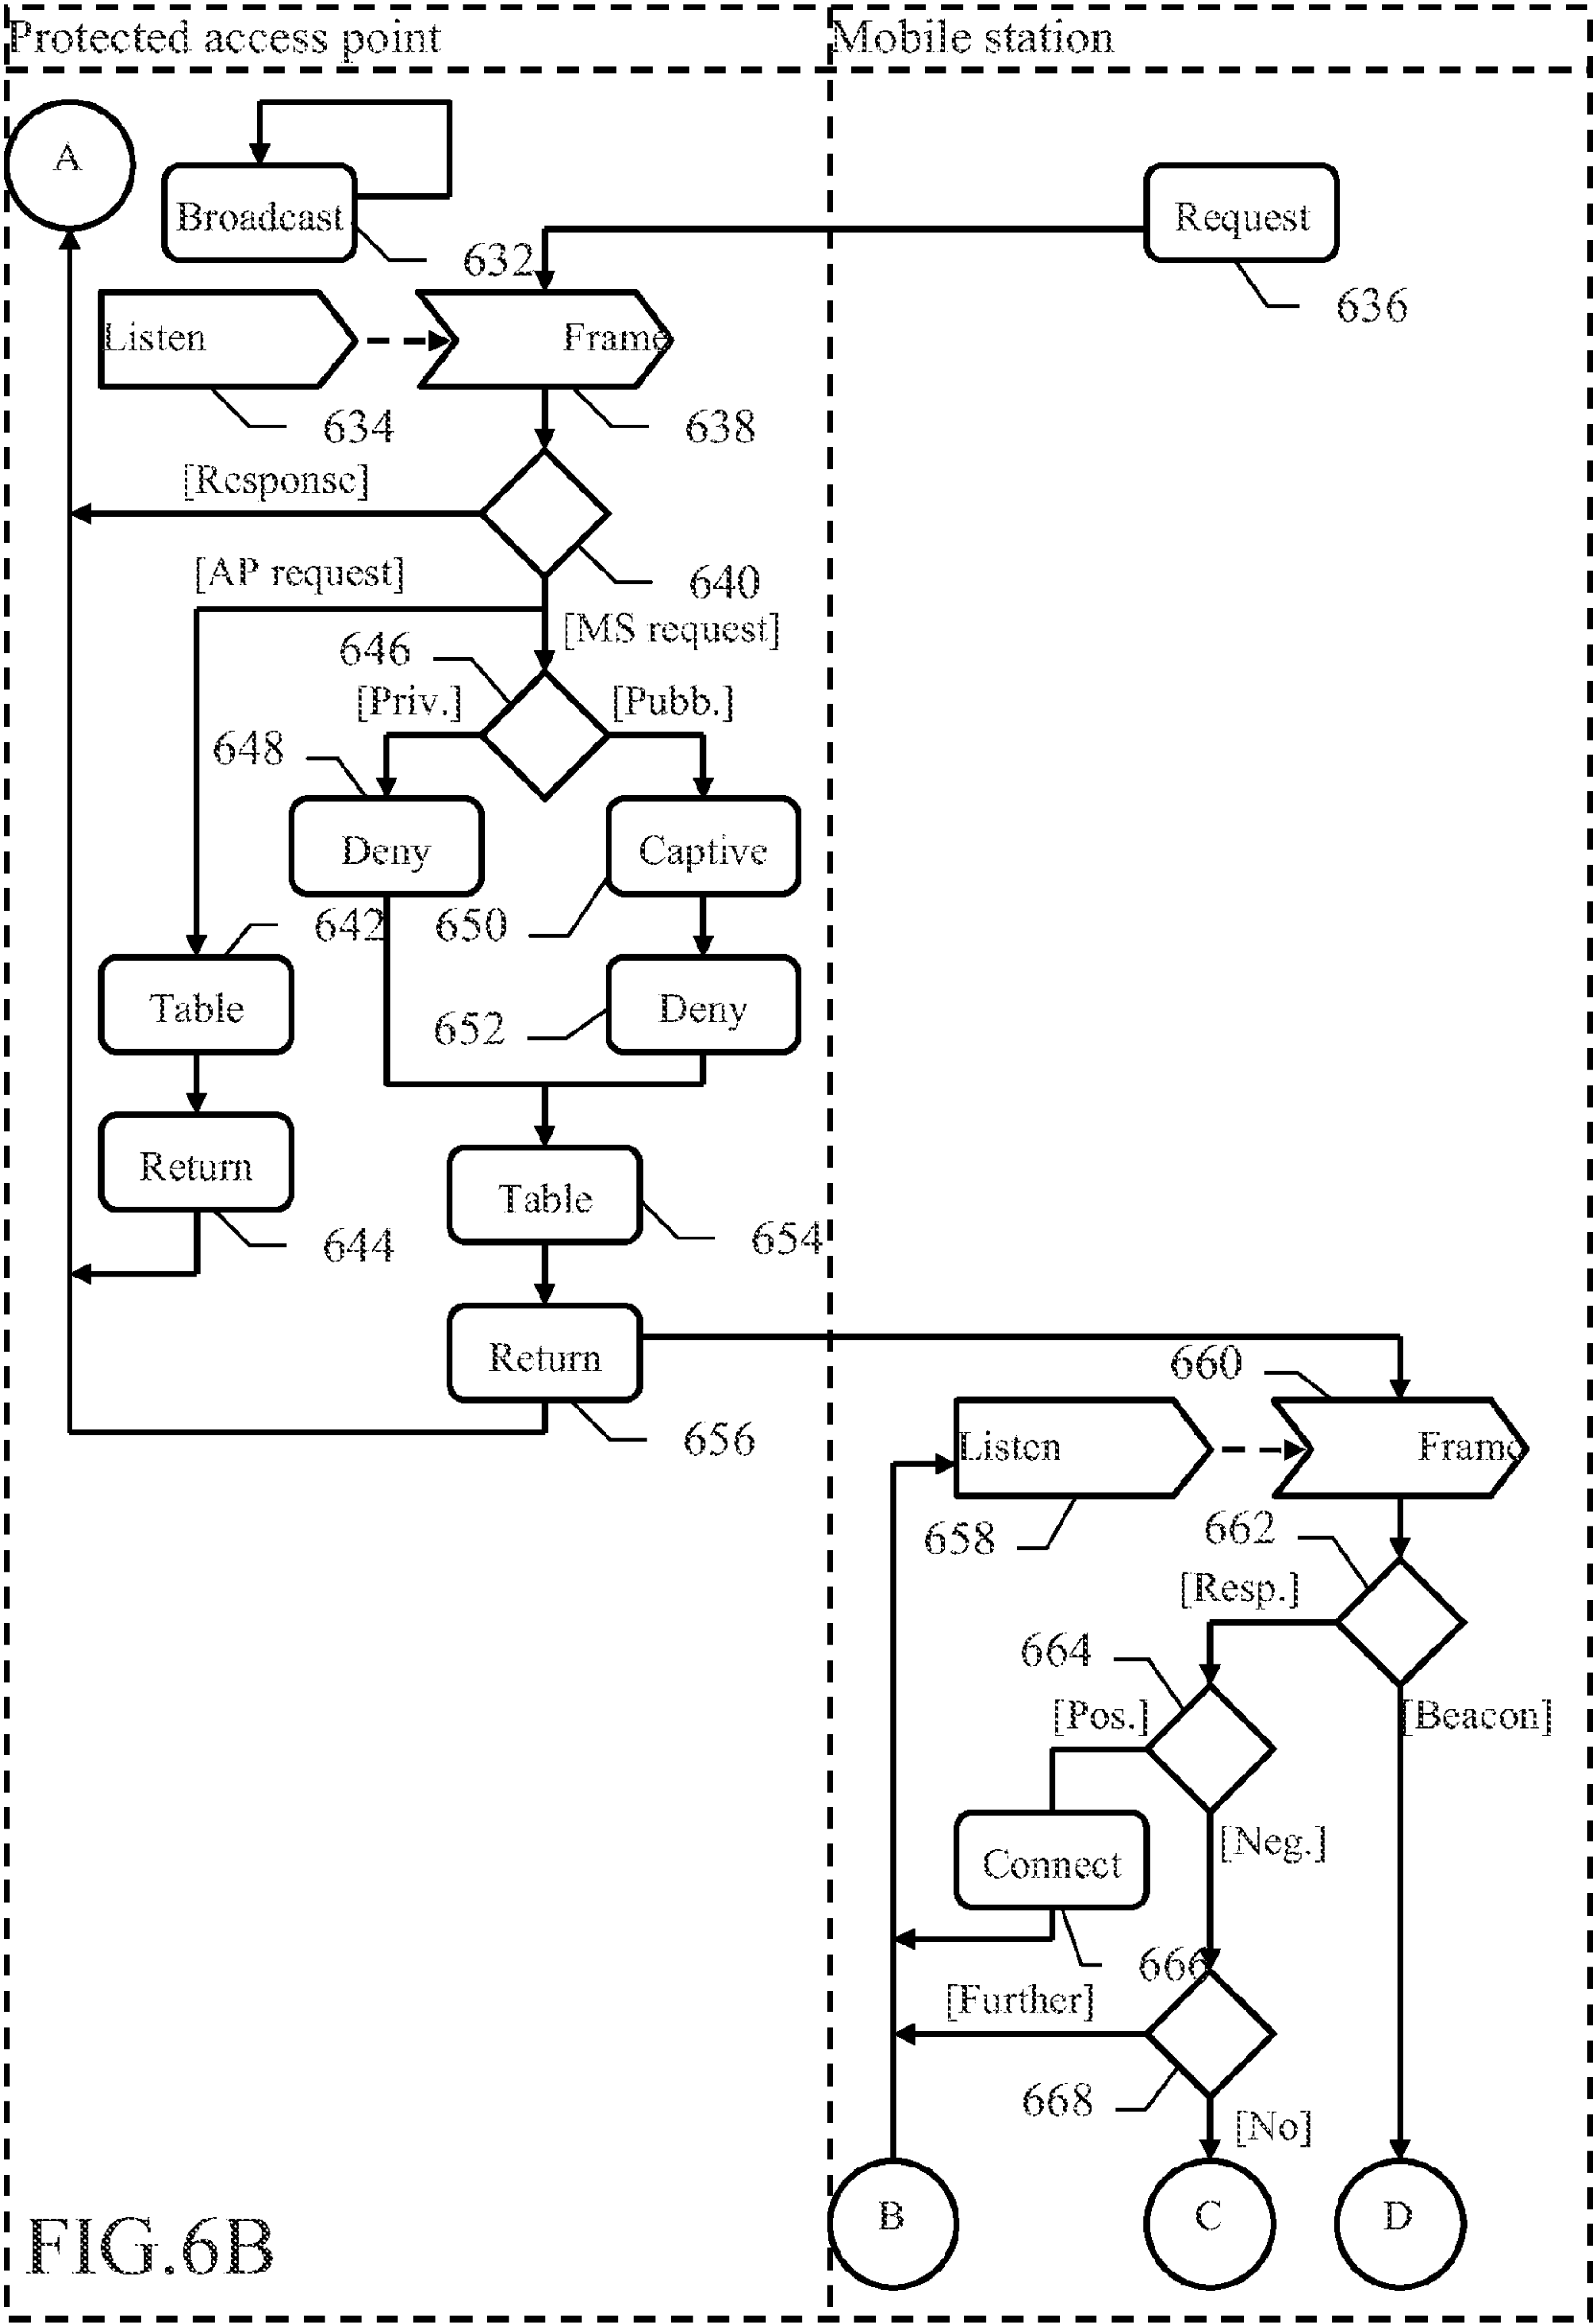 Protected access point
Mobile station
A
Broadcast
632
Request
636
Listen
634
Frame
638
[Response]
640
[AP request]
[MS request]
646
[Priv.]
[Pubb.]
648
Deny
Captive
642
650
Table
Deny
652
Return
644
Table
654
Return
656
660
Listen
658
Frame
662
[Resp.]
[Beacon]
664
[Pos.]
[Neg.]
Connect
666
[Further]
668
[No]
B
C
D
FIG.6B